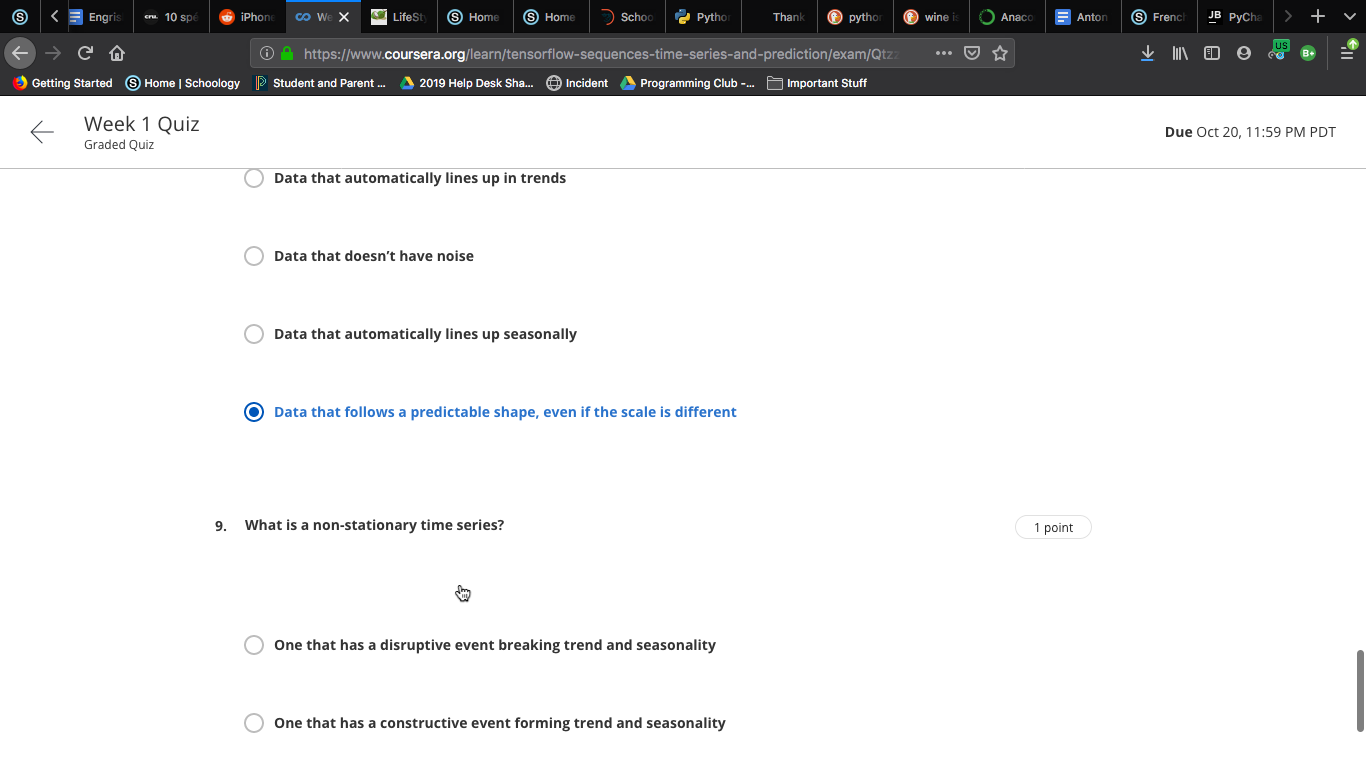 Engris
CRU. 10 spé
iPhone
We
LifeSty
Home
Home
Schoo
Python
Thank
python
wine is
Anaco
Anton
French
JB PyCha
https://www.coursera.org/learn/tensorflow-sequences-time-series-and-prediction/exam/Qtzz
US
B+
Getting Started
Home | Schoology
Student and Parent ...
2019 Help Desk Sha...
Incident
Programming Club -...
Important Stuff
Week 1 Quiz
Graded Quiz
Due Oct 20, 11:59 PM PDT
Data that automatically lines up in trends
Data that doesn’t have noise
Data that automatically lines up seasonally
Data that follows a predictable shape, even if the scale is different
9. What is a non-stationary time series?
1 point
One that has a disruptive event breaking trend and seasonality
One that has a constructive event forming trend and seasonality